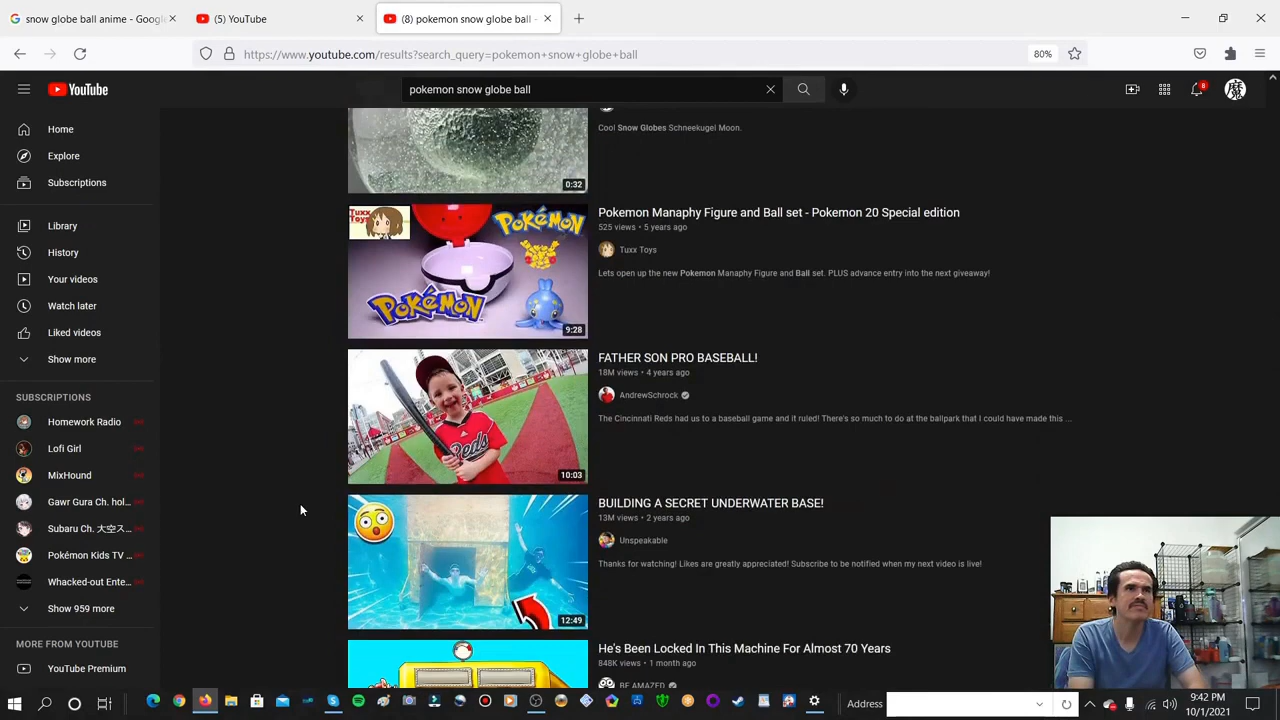 snow globe ball anime - Googl
(5) YouTube
(8) pokemon snow globe ball -
https://www.youtube.com/results?search_query=pokemon+snow+globe+ball
80%
YouTube
pokemon snow globe ball
8
魔
Home
Explore
Subscriptions
Library
History
Your videos
Watch later
Liked videos
Show more
SUBSCRIPTIONS
Homework Radio
Lofi Girl
MixHound
Gawr Gura Ch. hol...
Subaru Ch. 大空ス...
Pokémon Kids TV ...
Whacked-out Ente...
Show 959 more
MORE FROM YOUTUBE
YouTube Premium
Cool Snow Globes Schneekugel Moon.
0:32
Tuxx
Toys
POKéMON
POKéMON
9:28
Pokemon Manaphy Figure and Ball set - Pokemon 20 Special edition
525 views • 5 years ago
Tuxx Toys
Lets open up the new Pokemon Manaphy Figure and Ball set. PLUS advance entry into the next giveaway!
Reds
10:03
FATHER SON PRO BASEBALL!
18M views • 4 years ago
AndrewSchrock
The Cincinnati Reds had us to a baseball game and it ruled! There's so much to do at the ballpark that I could have made this ...
12:49
BUILDING A SECRET UNDERWATER BASE!
13M views • 2 years ago
Unspeakable
Thanks for watching! Likes are greatly appreciated! Subscribe to be notified when my next video is live!
He's Been Locked In This Machine For Almost 70 Years
848K views • 1 month ago
BE AMAZED
Address
9:42 PM
10/1/2021